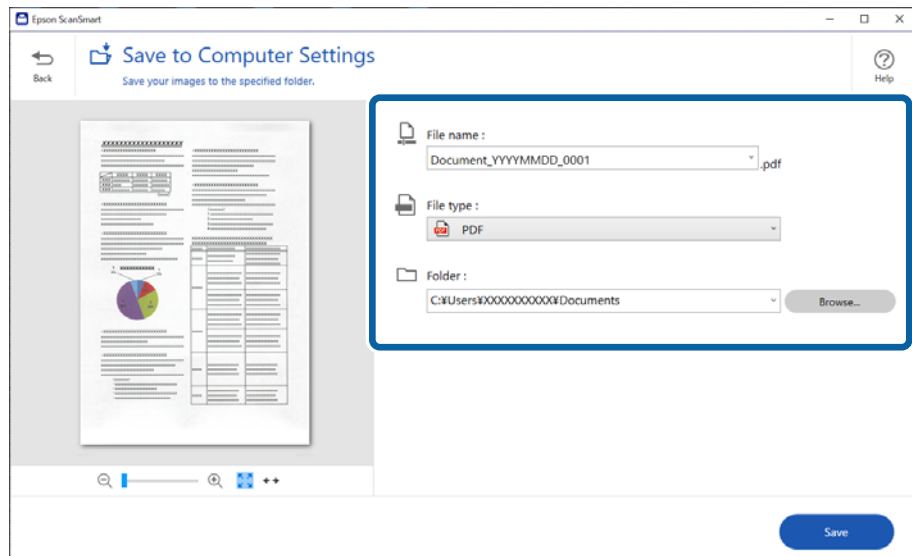 Epson ScanSmart
Back
Save to Computer Settings
Save your images to the specified folder.
Help
File name :
Document_YYYYMMDD_0001
.pdf
File type :
PDF
Folder :
C:¥Users¥XXXXXXXXXXX¥Documents
Browse...
Save